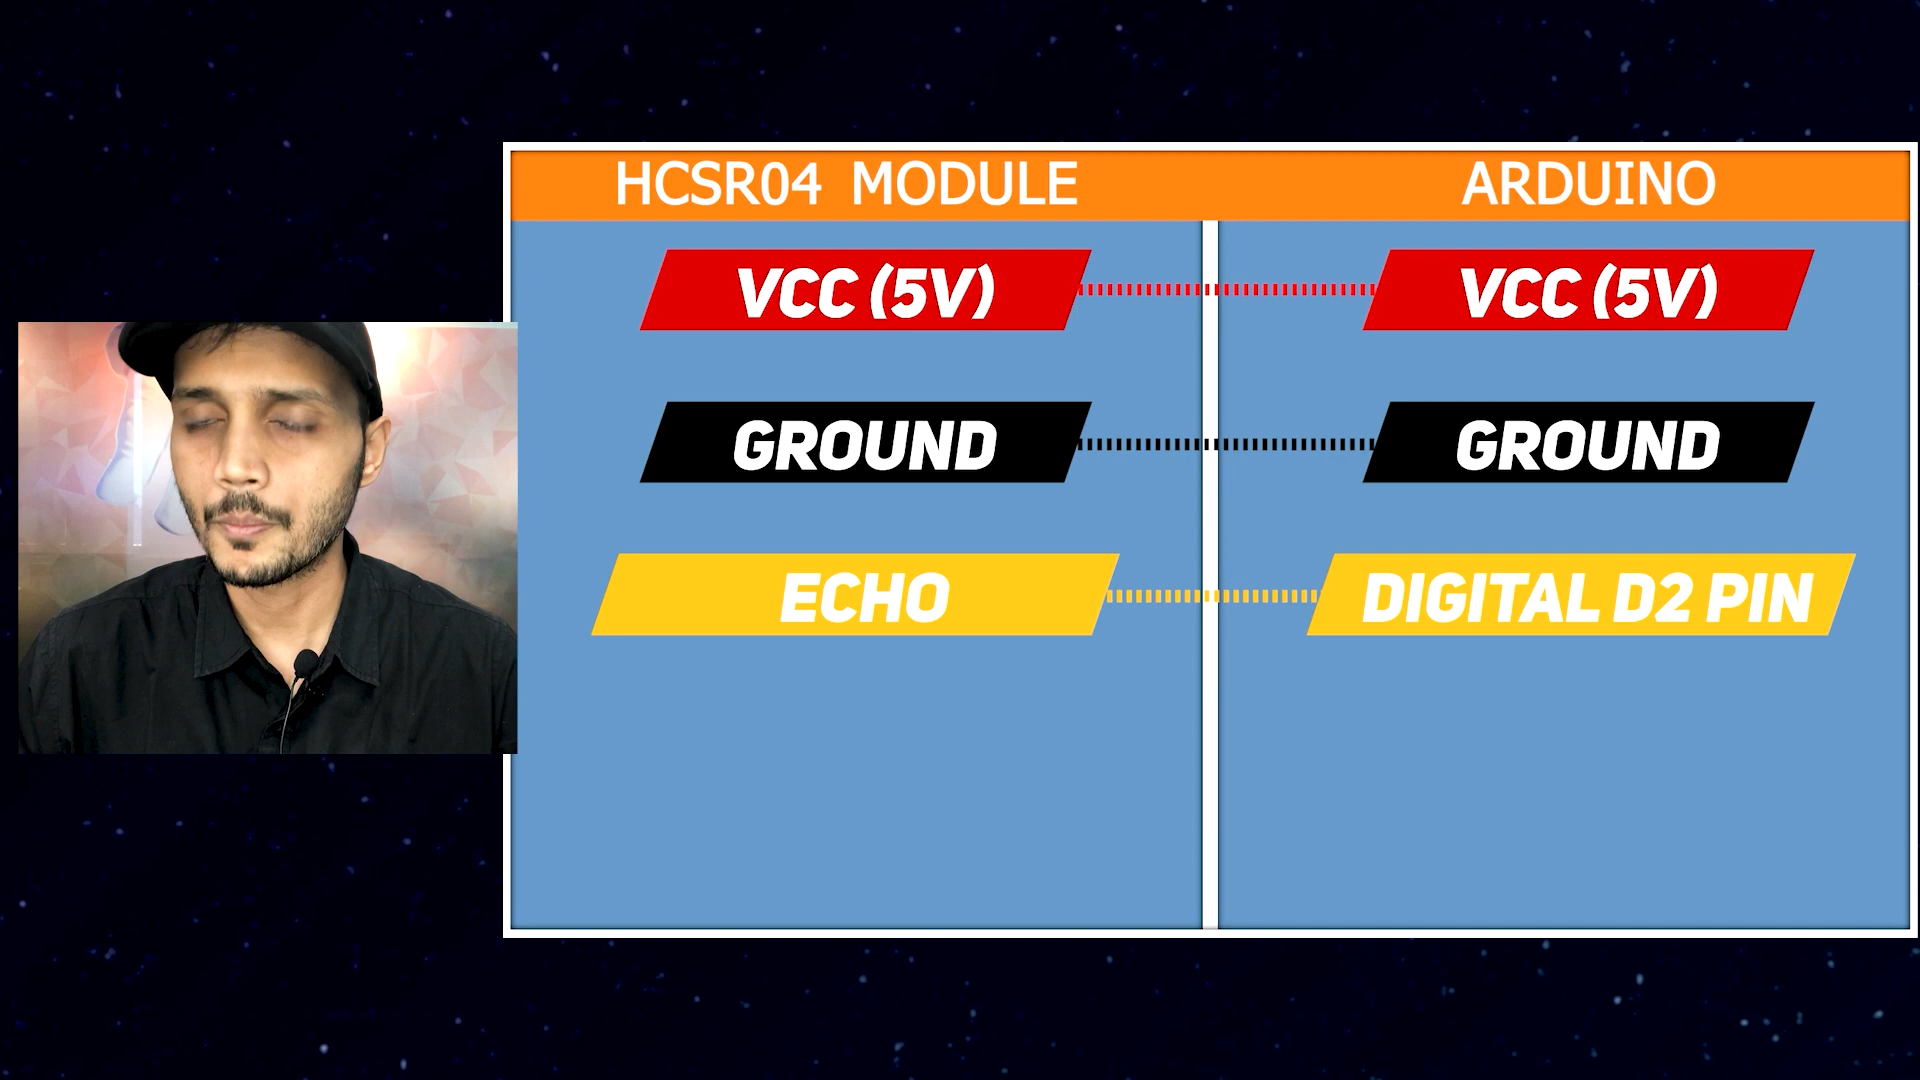 HCSR04 MODULE ARDUINO
VCC (5V) VCC (5V)
GROUND GROUND
ECHO DIGITAL D2 PIN